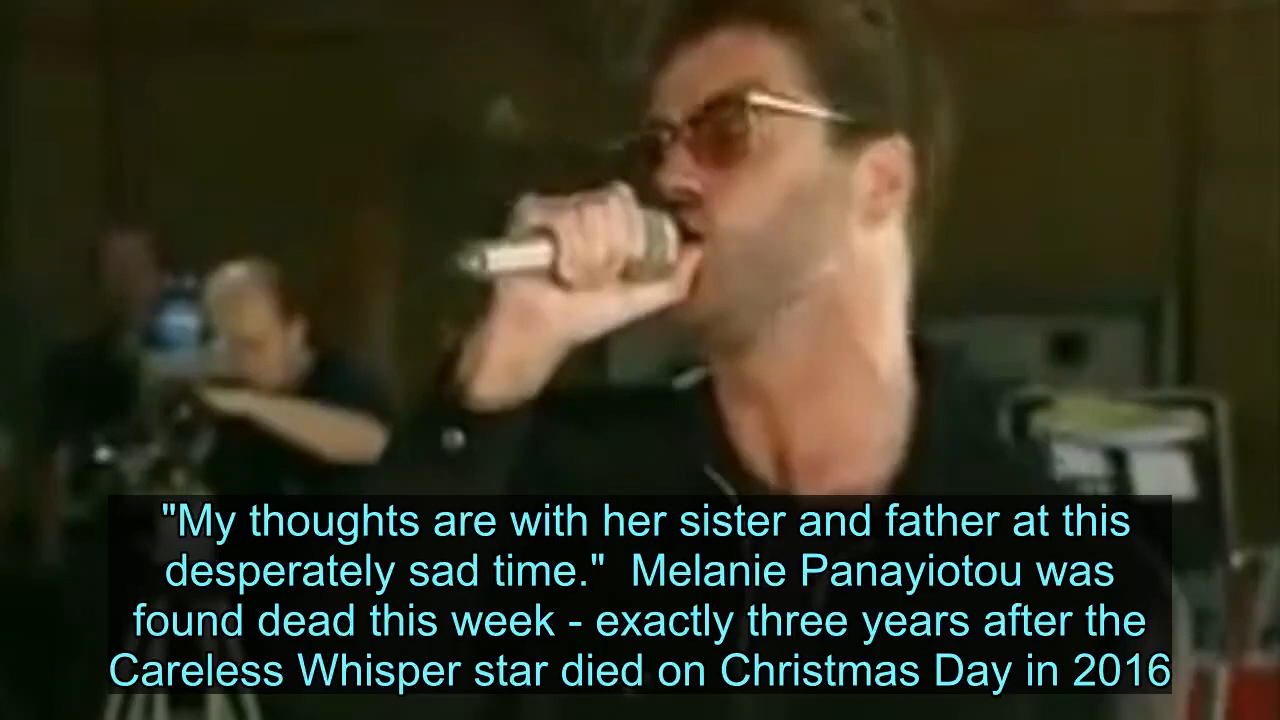 "My thoughts are with her sister and father at this
desperately sad time."  Melanie Panayiotou was
found dead this week - exactly three years after the
Careless Whisper star died on Christmas Day in 2016